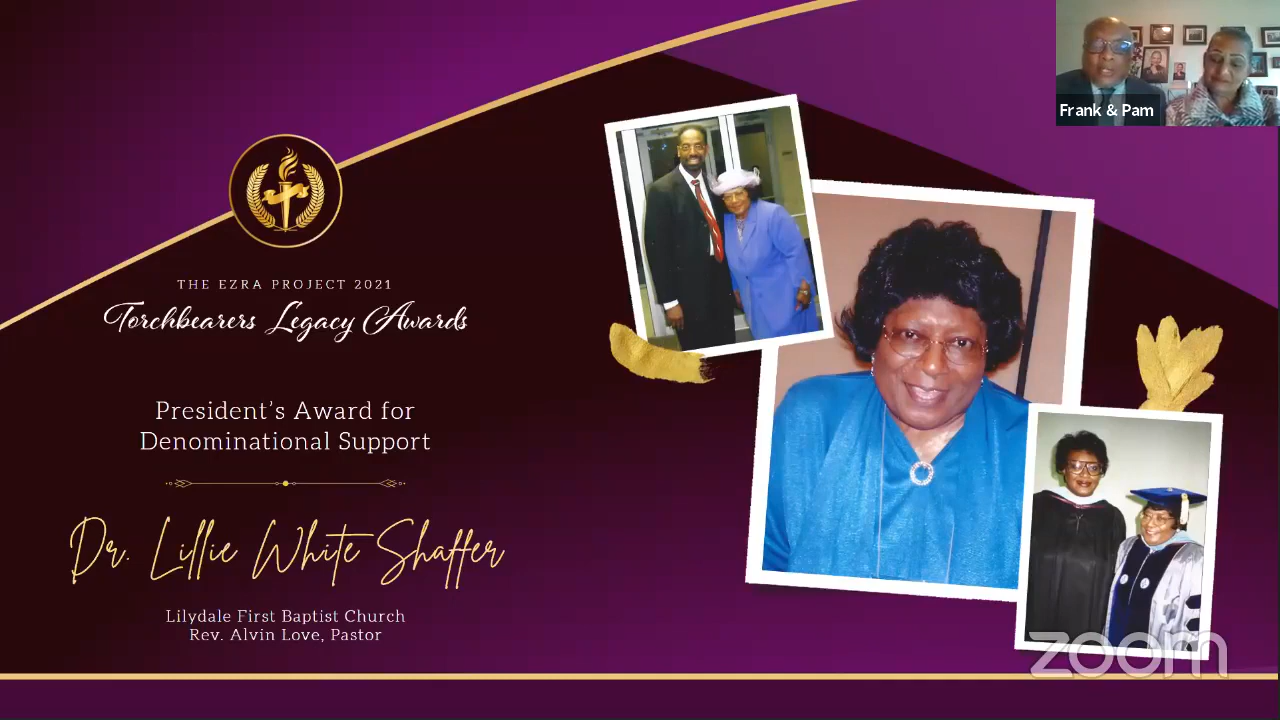 Frank & Pam
THE EZRA PROJECT 2021
Torchbearers Legacy Awards
President's Award for
Denominational Support
Dr. Lillie White Shaffer
Lilydale First Baptist Church
Rev. Alvin Love, Pastor
zoom